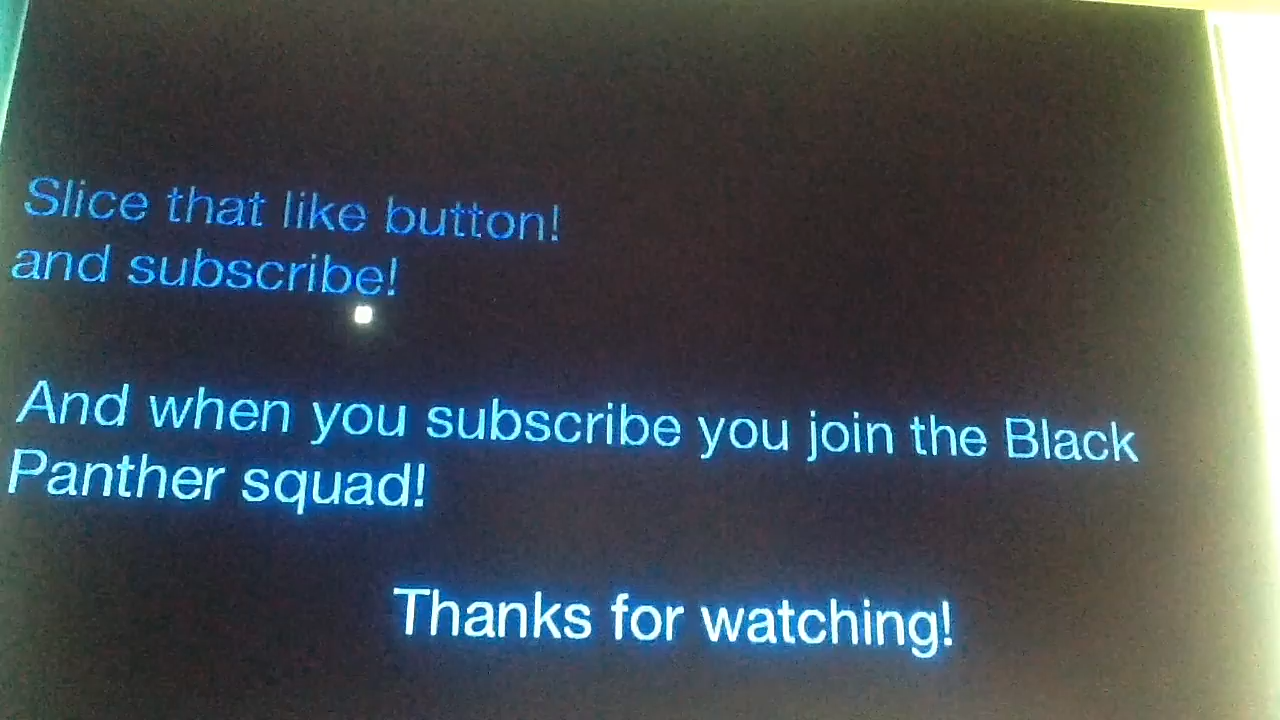 Slice that like button!
and subscribe!
And when you subscribe you join the Black
Panther squad!
Thanks for watching!